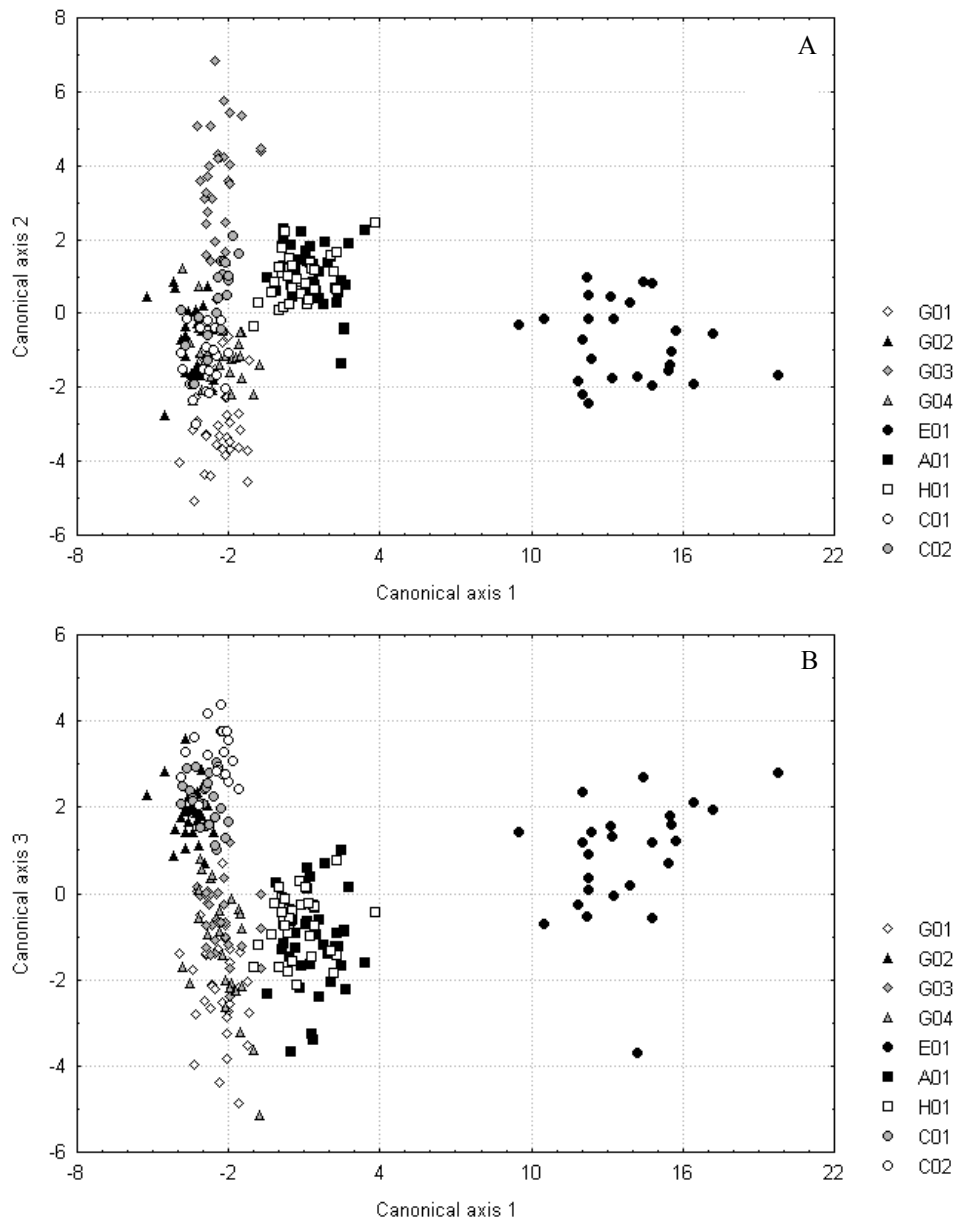 A
8
6
4
2
0
-2
-4
-6
Canonical axis 2
-8 -2 4 10 16 22
Canonical axis 1
G01
G02
G03
G04
E01
A01
H01
C01
C02
B
6
4
2
0
-2
-4
-6
Canonical axis 3
-8 -2 4 10 16 22
Canonical axis 1
G01
G02
G03
G04
E01
A01
H01
C01
C02